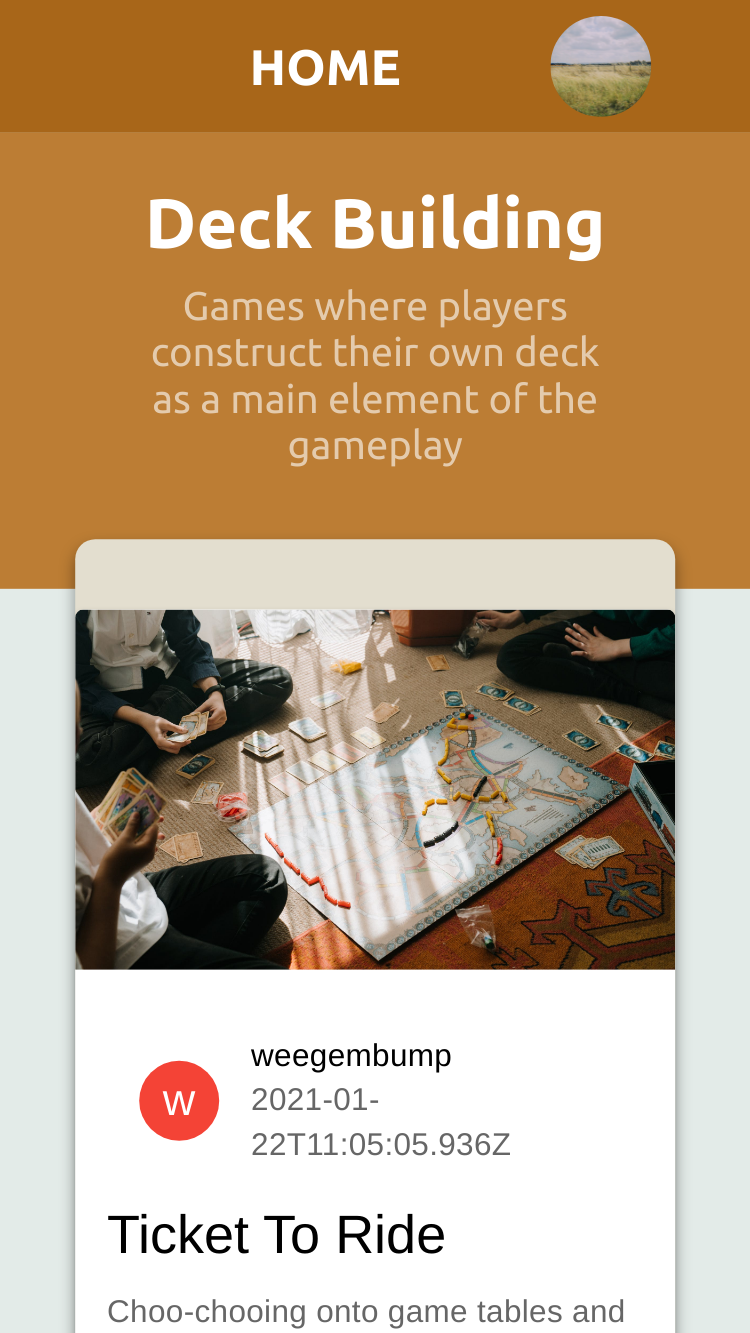 HOME
Deck Building
Games where players
construct their own deck
as a main element of the
gameplay
weegembump
W
2021-01-
22T11:05:05.936Z
Ticket To Ride
Choo-chooing onto game tables and